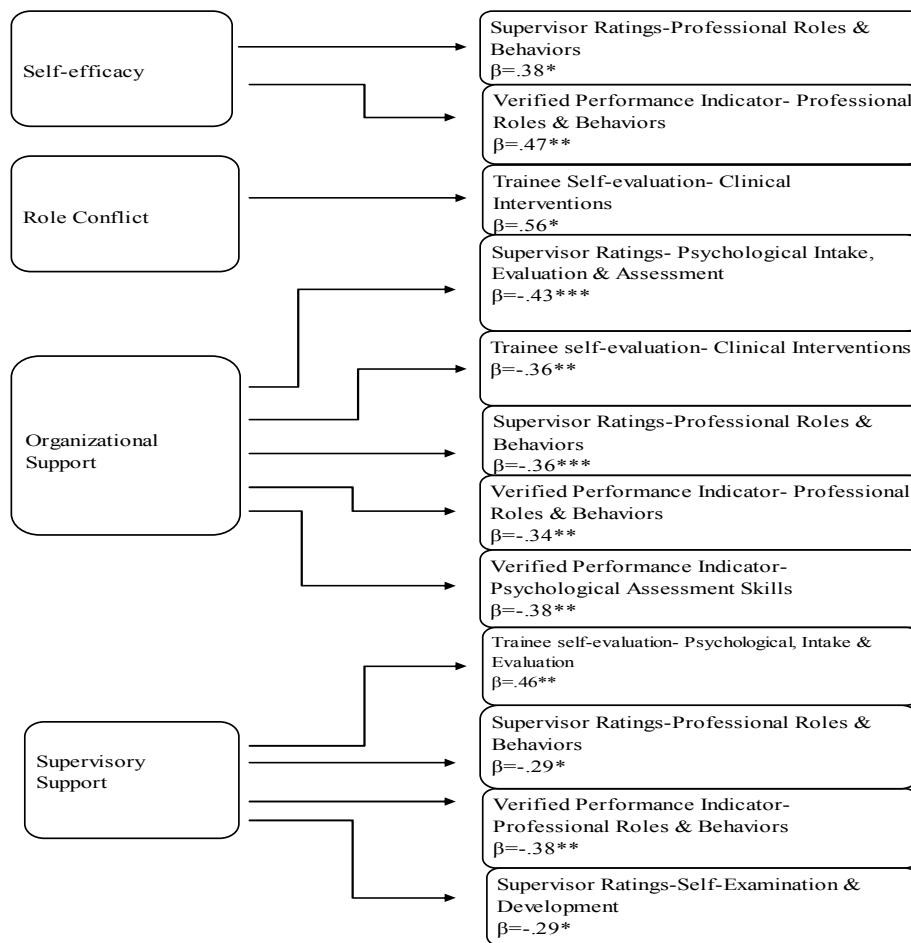 Self-efficacy
Supervisor Ratings-Professional Roles &
Behaviors
β=.38*
Verified Performance Indicator- Professional
Roles & Behaviors
β=.47**
Role Conflict
Trainee Self-evaluation- Clinical
Interventions
β=.56*
Organizational
Support
Supervisor Ratings- Psychological Intake,
Evaluation & Assessment
β=-.43***
Trainee self-evaluation- Clinical Interventions
β=-.36**
Supervisor Ratings-Professional Roles &
Behaviors
β=-.36***
Verified Performance Indicator- Professional
Roles & Behaviors
β=-.34**
Verified Performance Indicator-
Psychological Assessment Skills
β=-.38**
Supervisory
Support
Trainee self-evaluation- Psychological, Intake &
Evaluation
β=.46**
Supervisor Ratings-Professional Roles &
Behaviors
β=-.29*
Verified Performance Indicator-
Professional Roles & Behaviors
β=-.38**
Supervisor Ratings-Self-Examination &
Development
β=-.29*